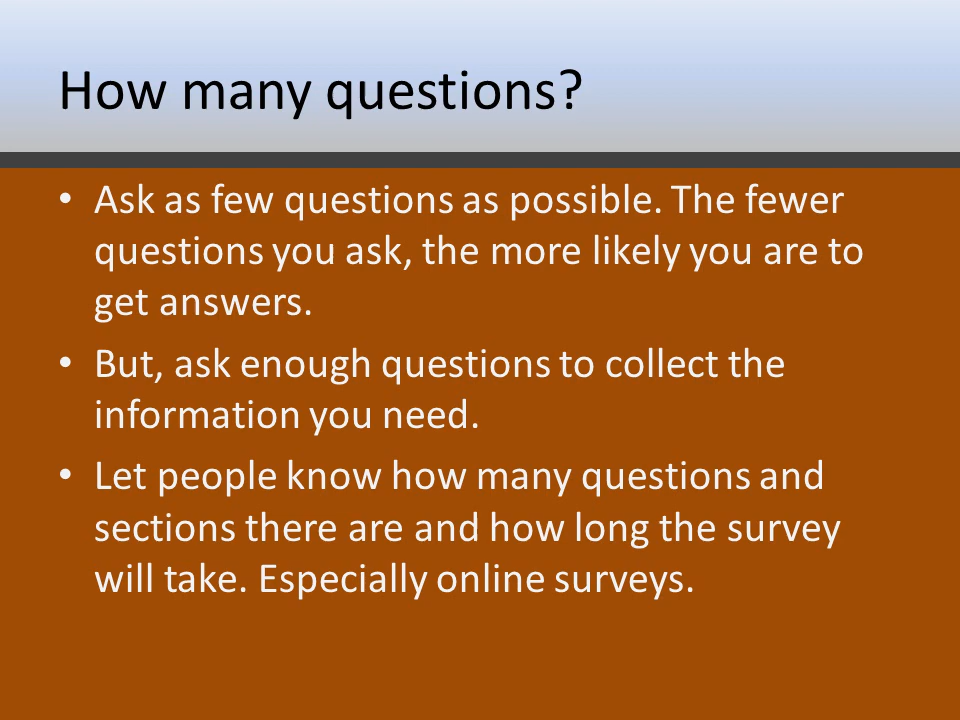 How many questions?
• Ask as few questions as possible. The fewer
questions you ask, the more likely you are to
get answers.
• But, ask enough questions to collect the
information you need.
• Let people know how many questions and
sections there are and how long the survey
will take. Especially online surveys.